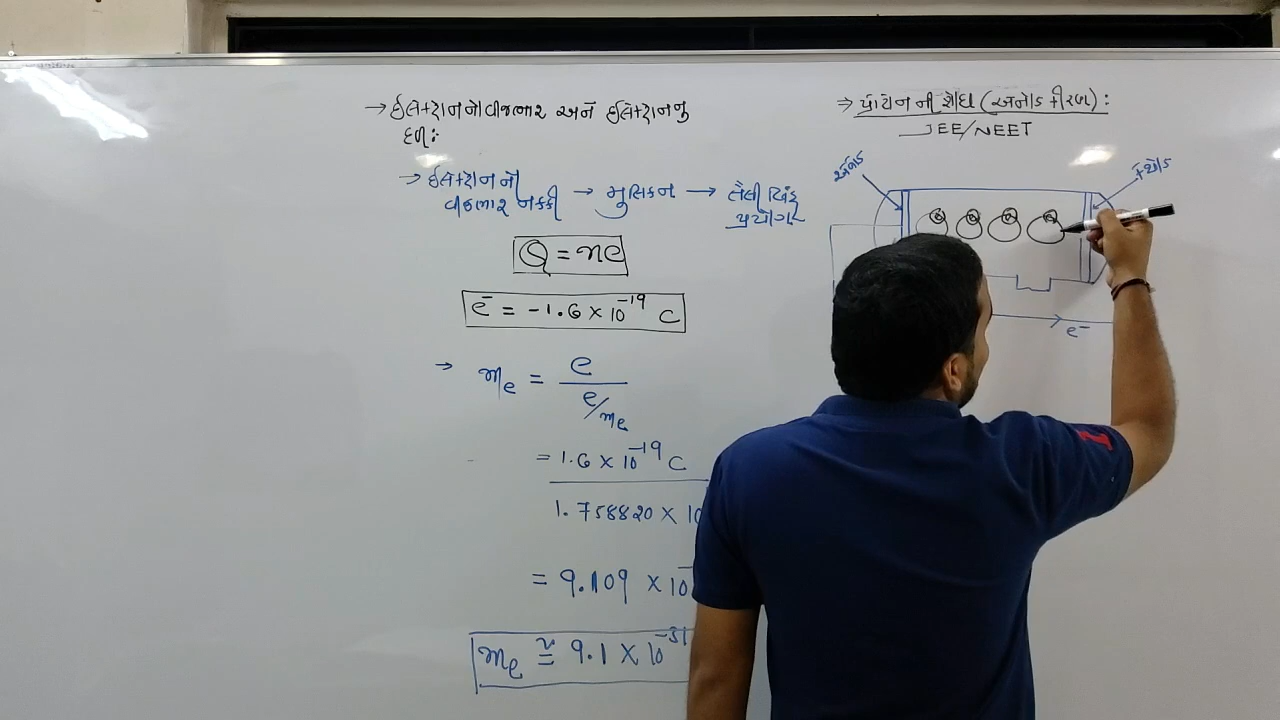 → ઈલેક્ટ્રોનનો વીજભાર અને ઈલેક્ટ્રોનનુ
દળ:
→ ઈલેક્ટ્રોનનો
વીજભાર નક્કી → મુલિકન → તૈલી બિંદુ
પ્રયોગ
Q = ne
e⁻ = -1.6 × 10⁻¹⁹ C
→ mₑ = e / e/mₑ
= 1.6 × 10⁻¹⁹ C
1.758820 × 10
= 9.109 × 10⁻
mₑ ≅ 9.1 × 10⁻³¹
⇒ પ્રોટોનની શોધ (એનોડ કિરણ):
JEE/NEET
એનોડ
કેથોડ
e⁻